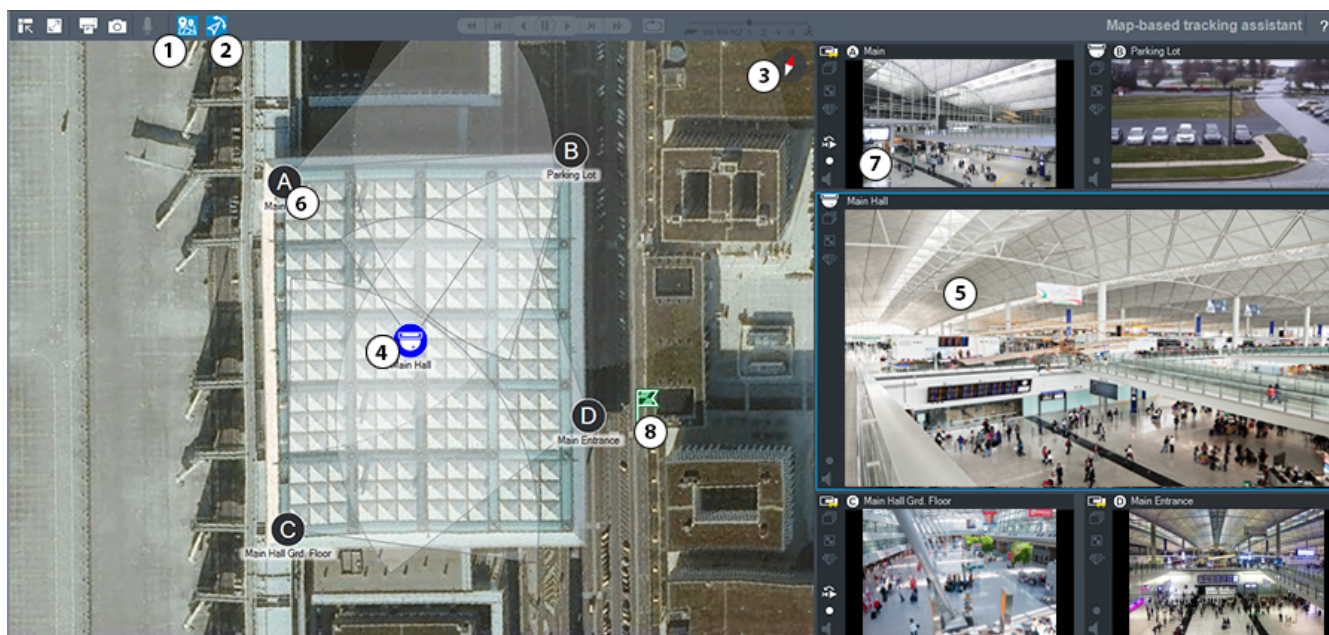 Map-based tracking assistant ?
1
2
3
A Main
B Parking Lot
B
Parking Lot
A
Main
6
7
Main Hall
5
4
Main Hall
D
Main Entrance
8
C
Main Hall Grd. Floor
C Main Hall Grd. Floor
D Main Entrance